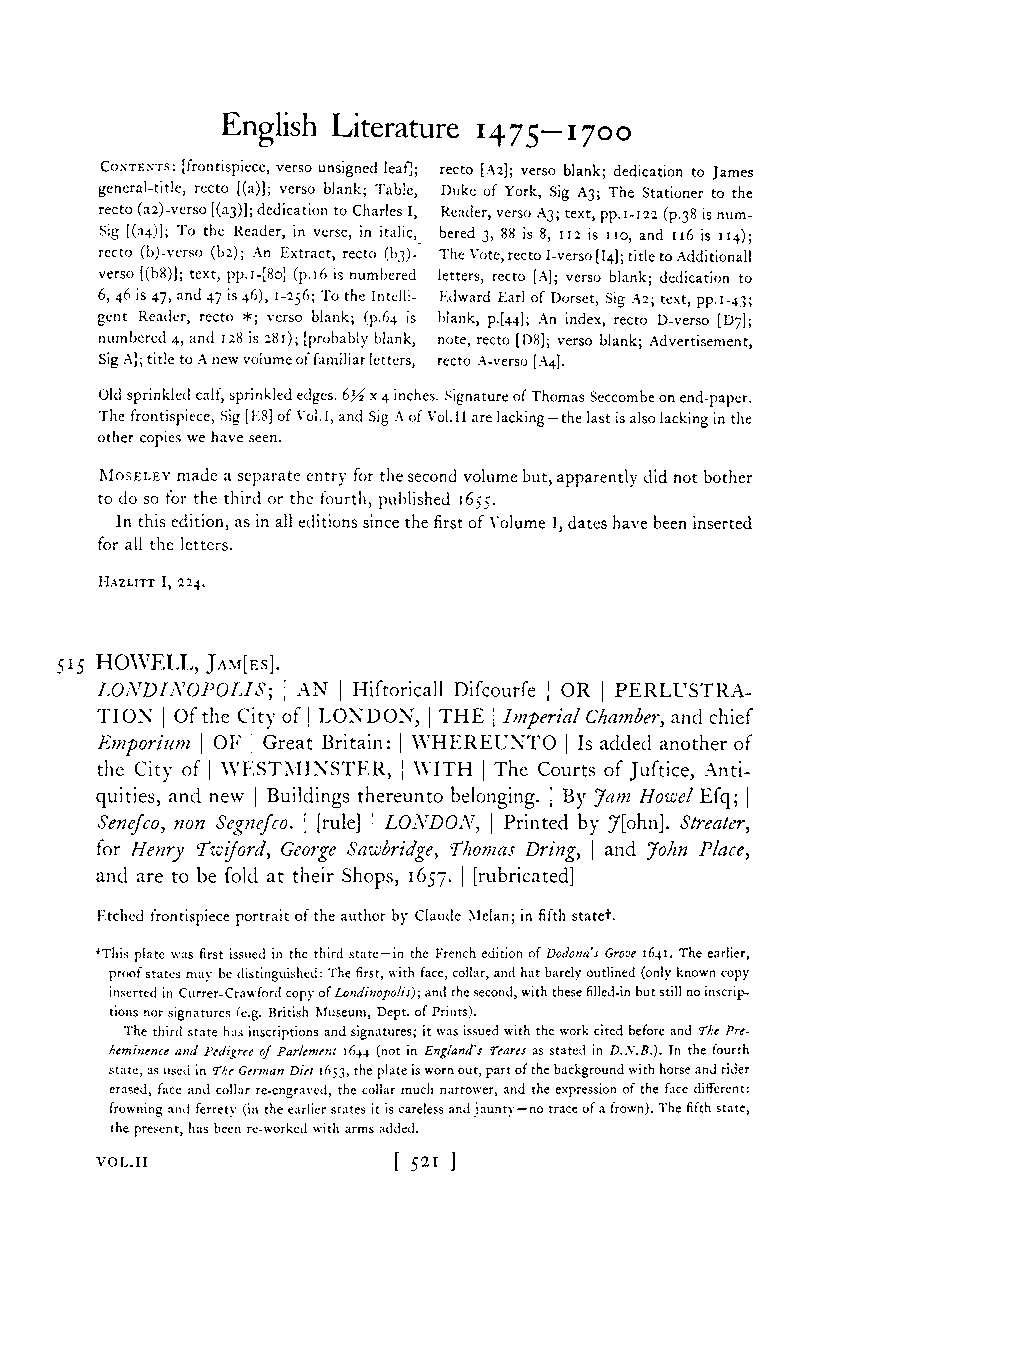 English Literature 1475–1700
Contents: [frontispiece, verso unsigned leaf];
general-title, recto [(a)]; verso blank; Table,
recto (a2)-verso [(a3)]; dedication to Charles I,
Sig [(a4)]; To the Reader, in verse, in italic,
recto (b)-verso (b2); An Extract, recto (b3)-
verso [(b8)]; text, pp.1-[80] (p.16 is numbered
6, 46 is 47, and 47 is 46), 1-256; To the Intelli-
gent Reader, recto *; verso blank; (p.64 is
numbered 4, and 128 is 281); [probably blank,
Sig A]; title to A new volume of familiar letters,
recto [A2]; verso blank; dedication to James
Duke of York, Sig A3; The Stationer to the
Reader, verso A3; text, pp.1-122 (p.38 is num-
bered 3, 88 is 8, 112 is 110, and 116 is 114);
The Vote, recto I-verso [I4]; title to Additionall
letters, recto [A]; verso blank; dedication to
Edward Earl of Dorset, Sig A2; text, pp.1-43;
blank, p.[44]; An index, recto D-verso [D7];
note, recto [D8]; verso blank; Advertisement,
recto A-verso [A4].
Old sprinkled calf, sprinkled edges. 6½ x 4 inches. Signature of Thomas Seccombe on end-paper.
The frontispiece, Sig [E8] of Vol.I, and Sig A of Vol.II are lacking—the last is also lacking in the
other copies we have seen.
Moseley made a separate entry for the second volume but, apparently did not bother
to do so for the third or the fourth, published 1655.
In this edition, as in all editions since the first of Volume I, dates have been inserted
for all the letters.
Hazlitt I, 224.
515 HOWELL, Jam[es].
LONDINOPOLIS; | AN | Hiſtoricall Diſcourſe | OR | PERLUSTRA-
TION | Of the City of | LONDON, | THE | Imperial Chamber, and chief
Emporium | OF | Great Britain: | WHEREUNTO | Is added another of
the City of | WESTMINSTER, | WITH | The Courts of Juſtice, Anti-
quities, and new | Buildings thereunto belonging. | By Jam Howel Eſq; |
Seneſco, non Segneſco. | [rule] | LONDON, | Printed by J[ohn]. Streater,
for Henry Twiford, George Sawbridge, Thomas Dring, | and John Place,
and are to be ſold at their Shops, 1657. | [rubricated]
Etched frontispiece portrait of the author by Claude Melan; in fifth state†.
†This plate was first issued in the third state—in the French edition of Dodona's Grove 1641. The earlier,
proof states may be distinguished: The first, with face, collar, and hat barely outlined (only known copy
inserted in Currer-Crawford copy of Londinopolis); and the second, with these filled-in but still no inscrip-
tions nor signatures (e.g. British Museum, Dept. of Prints).
The third state has inscriptions and signatures; it was issued with the work cited before and The Pre-
heminence and Pedigree of Parlement 1644 (not in England's Teares as stated in D.N.B.). In the fourth
state, as used in The German Diet 1653, the plate is worn out, part of the background with horse and rider
erased, face and collar re-engraved, the collar much narrower, and the expression of the face different:
frowning and ferrety (in the earlier states it is careless and jaunty—no trace of a frown). The fifth state,
the present, has been re-worked with arms added.
VOL.II [ 521 ]